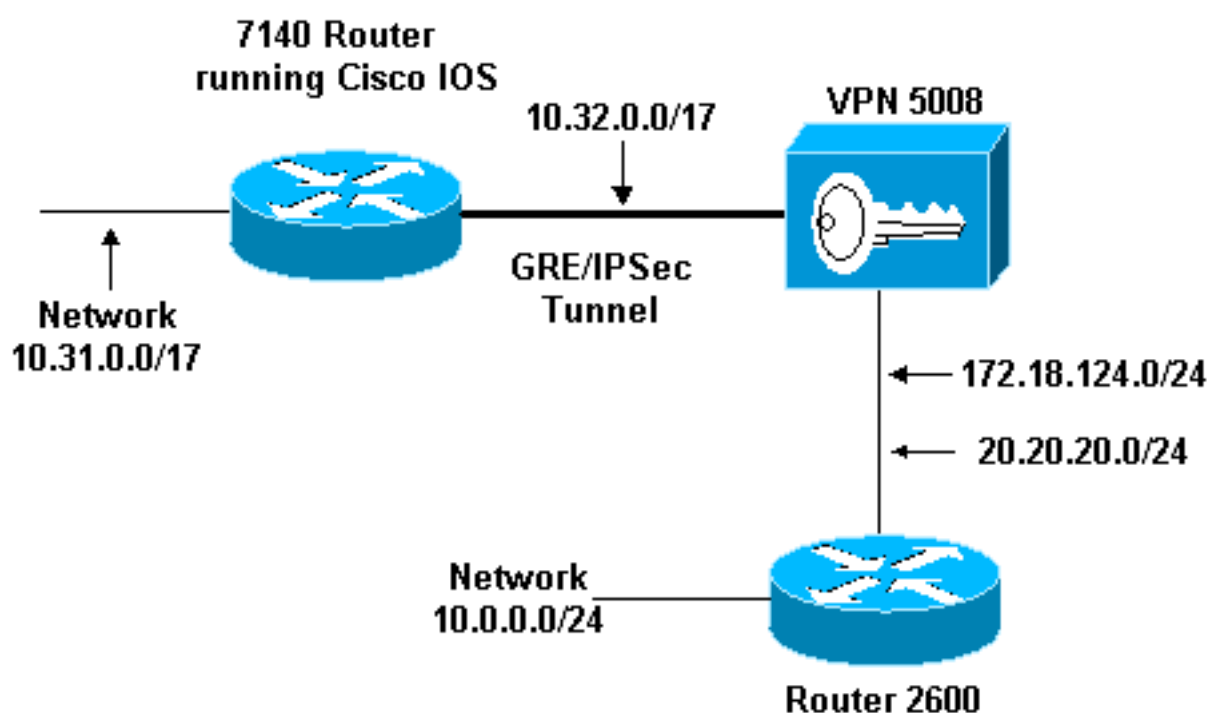 7140 Router
running Cisco IOS
10.32.0.0/17
VPN 5008
GRE/IPSec
Tunnel
Network
10.31.0.0/17
172.18.124.0/24
20.20.20.0/24
Network
10.0.0.0/24
Router 2600